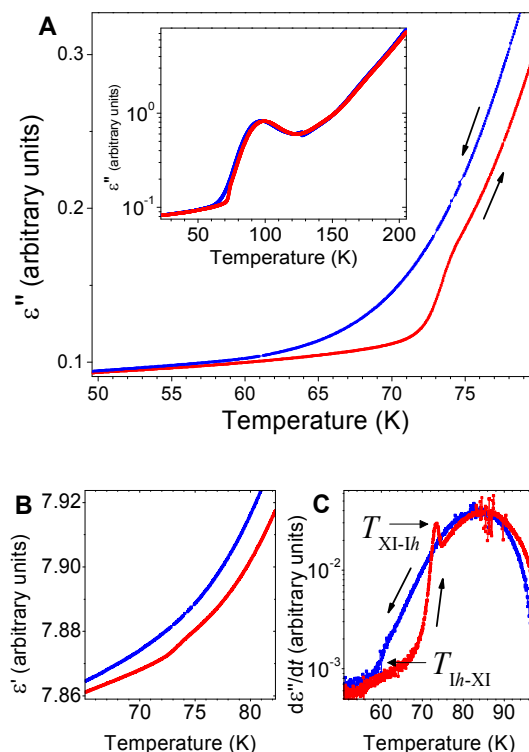 A
0.3
0.2
0.1
ε'' (arbitrary units)
50 55 60 65 70 75
Temperature (K)
ε'' (arbitrary units)
10^0
10^-1
50 100 150 200
Temperature (K)
B
7.92
7.90
7.88
7.86
ε' (arbitrary units)
70 75 80
Temperature (K)
C
dε''/dt (arbitrary units)
10^-2
10^-3
T_XI-Ih
T_Ih-XI
60 70 80 90
Temperature (K)